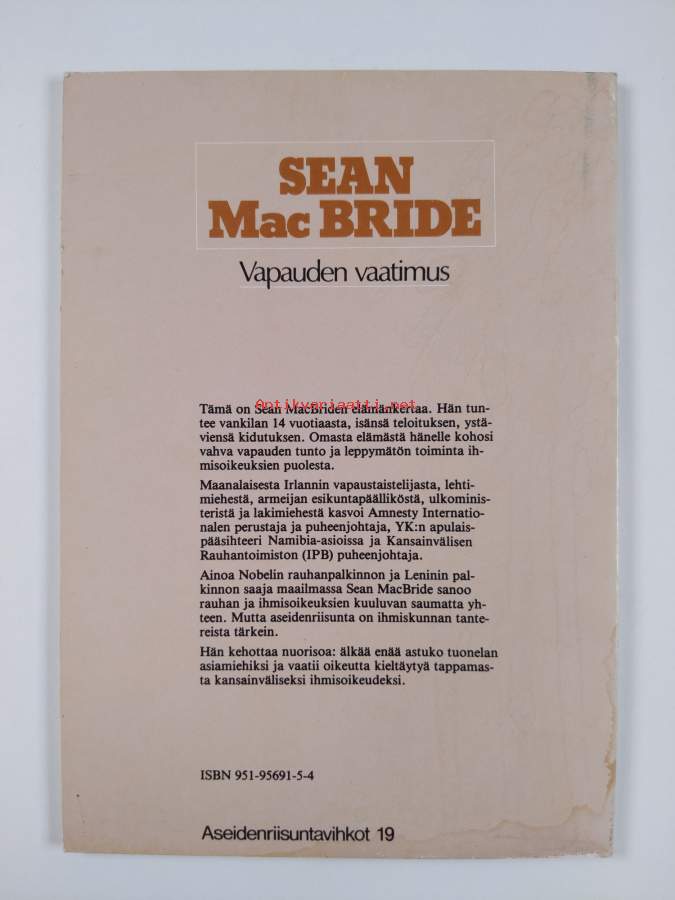 SEAN
Mac BRIDE
Vapauden vaatimus
Antikvariaatti.net
Tämä on Sean MacBriden elämänkertaa. Hän tun-
tee vankilan 14 vuotiaasta, isänsä teloituksen, ystä-
viensä kidutuksen. Omasta elämästä hänelle kohosi
vahva vapauden tunto ja leppymätön toiminta ih-
misoikeuksien puolesta.
Maanalaisesta Irlannin vapaustaistelijasta, lehti-
miehestä, armeijan esikuntapäälliköstä, ulkominis-
teristä ja lakimiehestä kasvoi Amnesty Internatio-
nalen perustaja ja puheenjohtaja, YK:n apulais-
pääsihteeri Namibia-asioissa ja Kansainvälisen
Rauhantoimiston (IPB) puheenjohtaja.
Ainoa Nobelin rauhanpalkinnon ja Leninin pal-
kinnon saaja maailmassa Sean MacBride sanoo
rauhan ja ihmisoikeuksien kuuluvan saumatta yh-
teen. Mutta aseidenriisunta on ihmiskunnan tante-
reista tärkein.
Hän kehottaa nuorisoa: älkää enää astuko tuonelan
asiamiehiksi ja vaatii oikeutta kieltäytyä tappamas-
ta kansainväliseksi ihmisoikeudeksi.
ISBN 951-95691-5-4
Aseidenriisuntavihkot 19